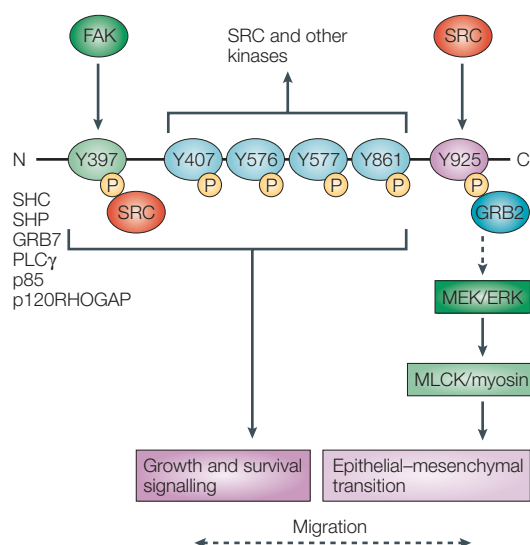 FAK
SRC and other
kinases
SRC
N
Y397
Y407
Y576
Y577
Y861
Y925
C
P
P
P
P
P
P
SRC
GRB2
SHC
SHP
GRB7
PLCγ
p85
p120RHOGAP
MEK/ERK
MLCK/myosin
Growth and survival
signalling
Epithelial–mesenchymal
transition
Migration